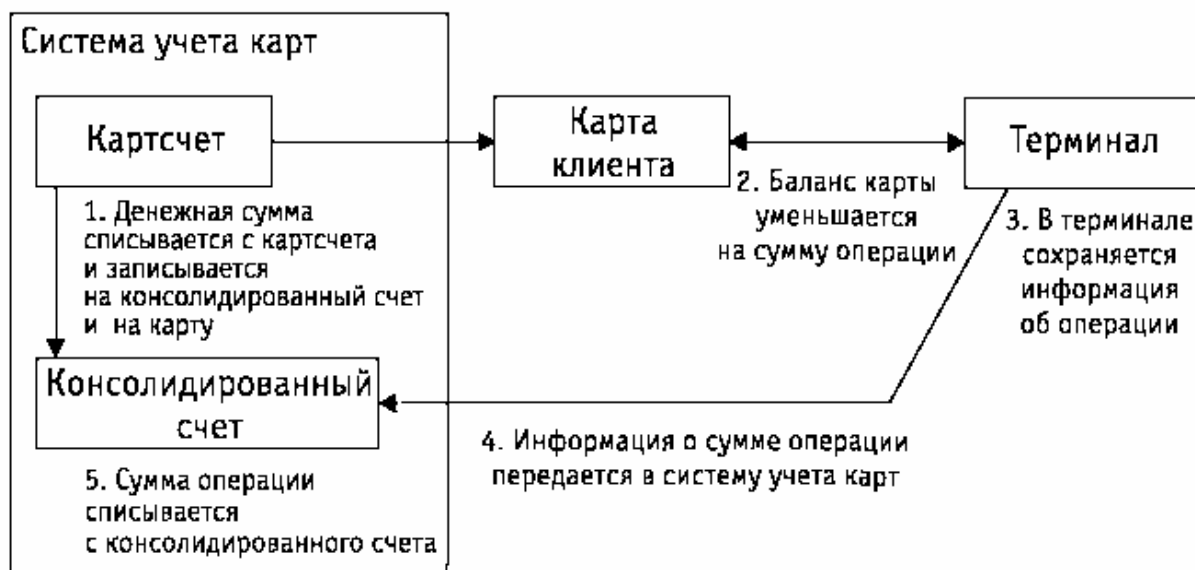 Система учета карт
Картсчет
Карта
клиента
Терминал
1. Денежная сумма
списывается с картсчета
и записывается
на консолидированный счет
и на карту
2. Баланс карты
уменьшается
на сумму операции
3. В терминале
сохраняется
информация
об операции
Консолидированный
счет
4. Информация о сумме операции
передается в систему учета карт
5. Сумма операции
списывается
с консолидированного счета